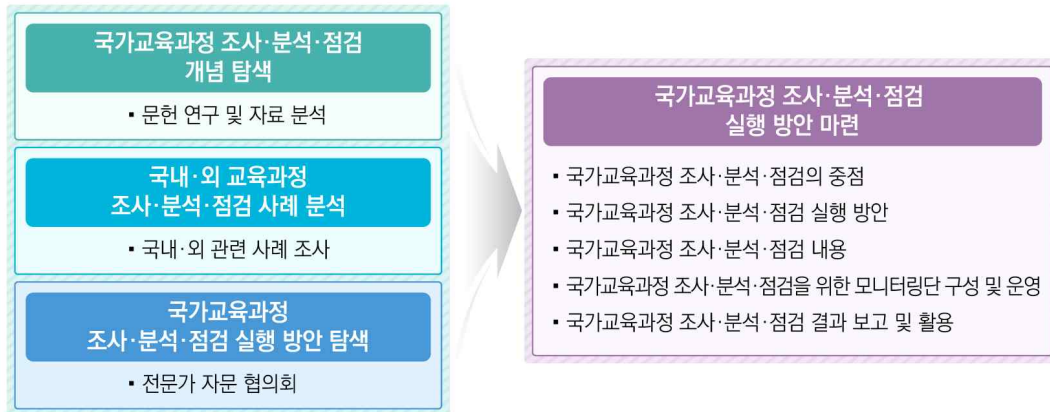 국가교육과정 조사·분석·점검
개념 탐색
▪ 문헌 연구 및 자료 분석
국내·외 교육과정
조사·분석·점검 사례 분석
▪ 국내·외 관련 사례 조사
국가교육과정
조사·분석·점검 실행 방안 탐색
▪ 전문가 자문 협의회
국가교육과정 조사·분석·점검
실행 방안 마련
▪ 국가교육과정 조사·분석·점검의 중점
▪ 국가교육과정 조사·분석·점검 실행 방안
▪ 국가교육과정 조사·분석·점검 내용
▪ 국가교육과정 조사·분석·점검을 위한 모니터링단 구성 및 운영
▪ 국가교육과정 조사·분석·점검 결과 보고 및 활용